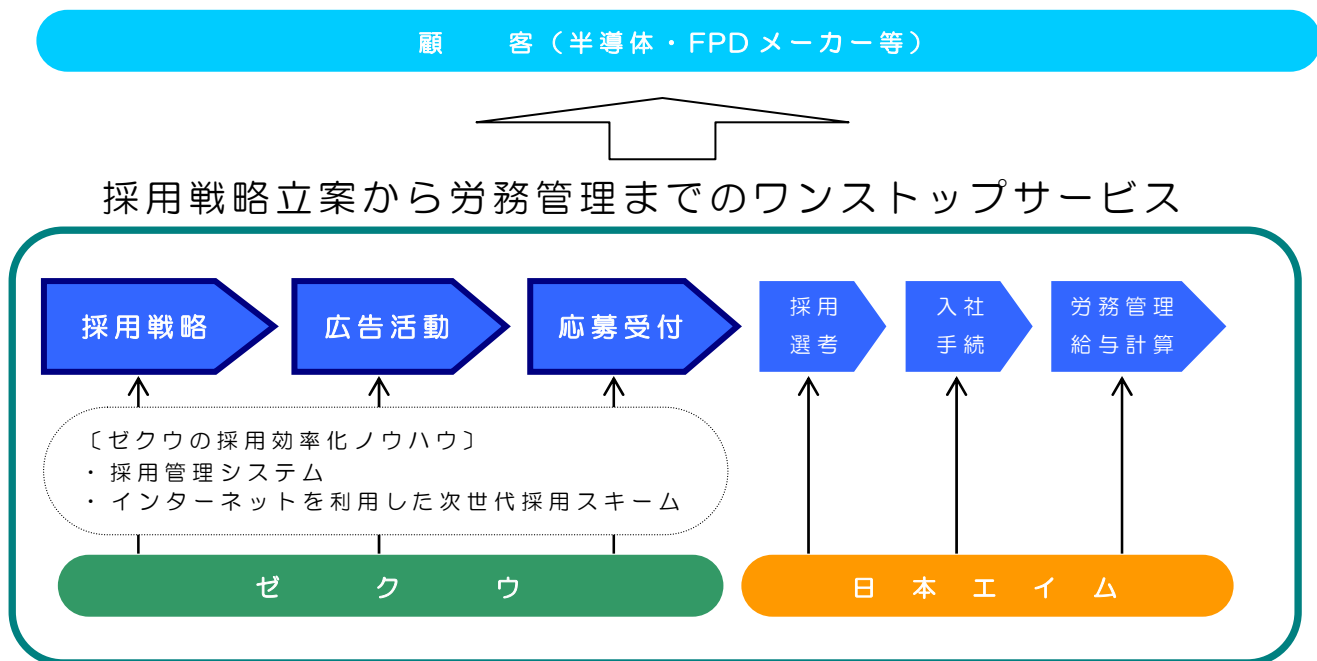 顧　客（半導体・FPDメーカー等）
採用戦略立案から労務管理までのワンストップサービス
採用戦略
広告活動
応募受付
採用
選考
入社
手続
労務管理
給与計算
〔ゼクウの採用効率化ノウハウ〕
・採用管理システム
・インターネットを利用した次世代採用スキーム
ゼクウ
日本エイム